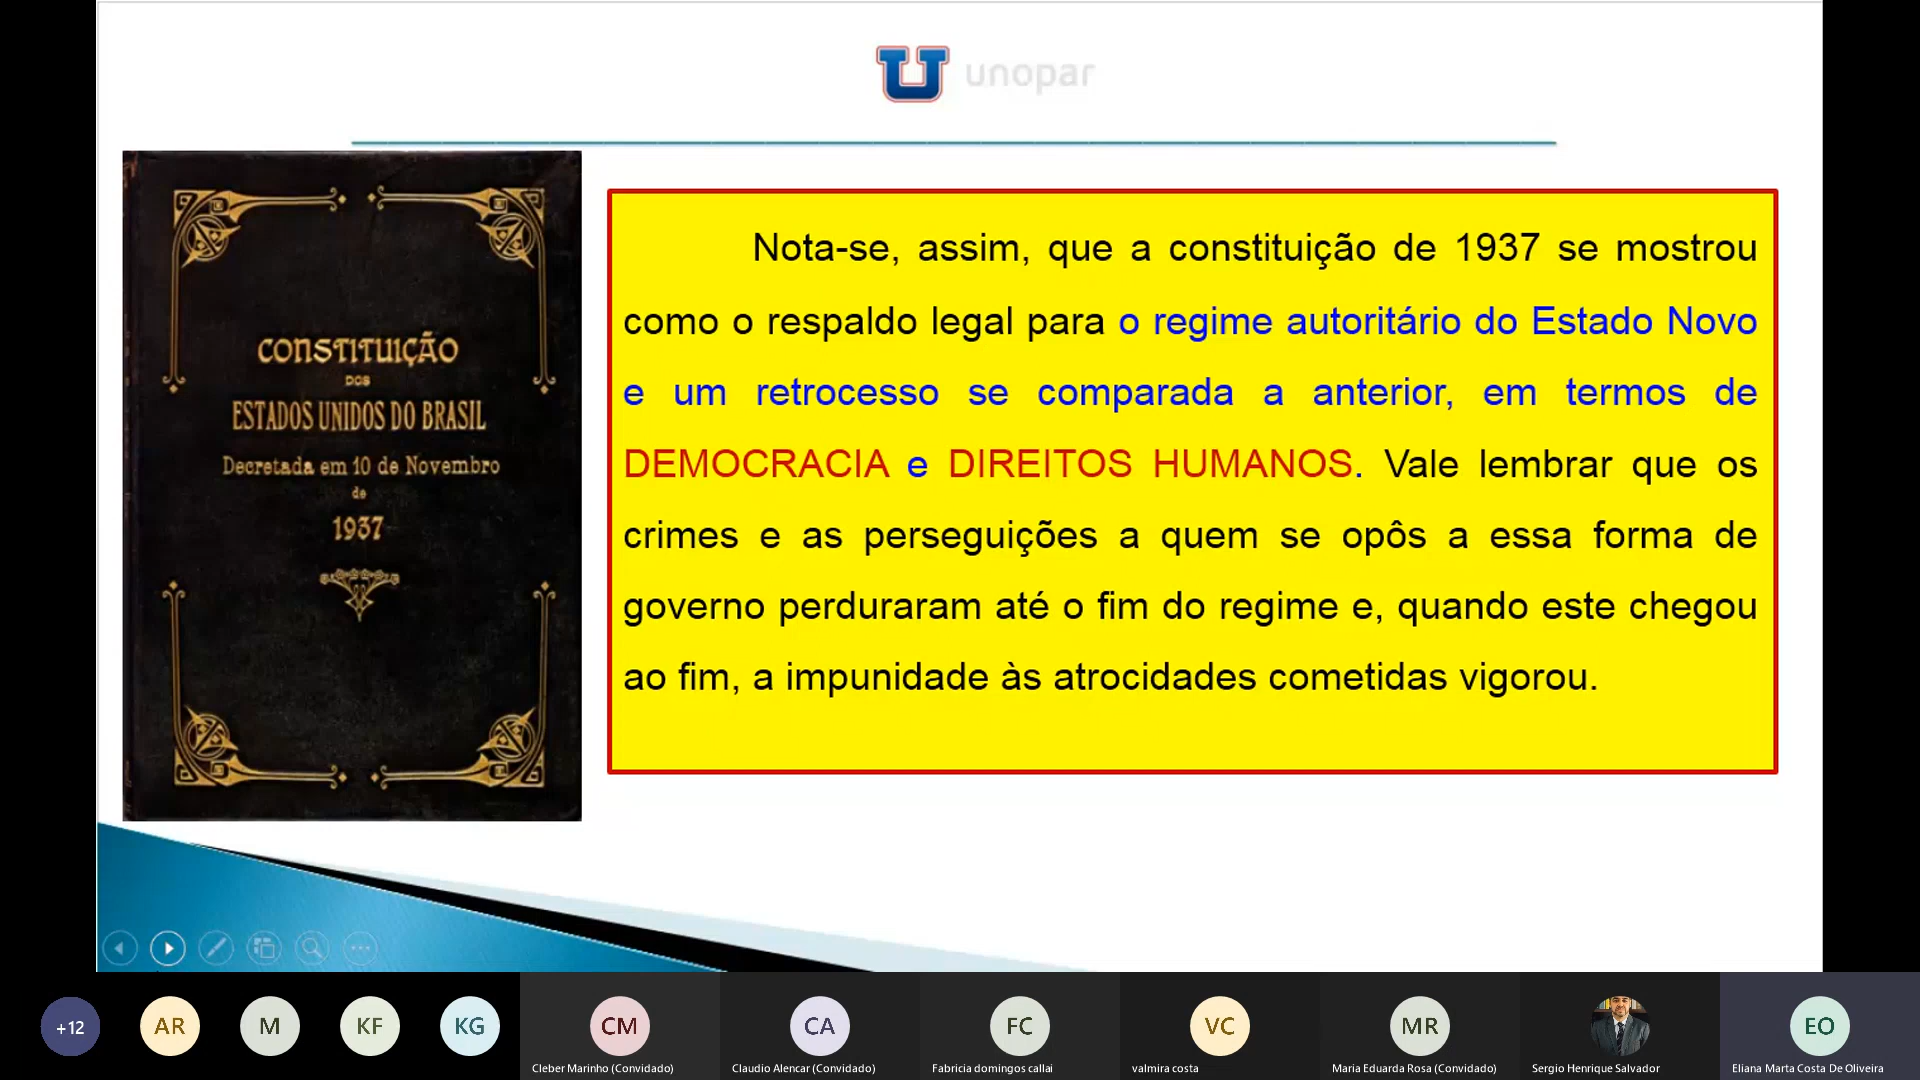 unopar
CONSTITUIÇÃO
DOS
ESTADOS UNIDOS DO BRASIL
Decretada em 10 de Novembro
de
1937
Nota-se, assim, que a constituição de 1937 se mostrou
como o respaldo legal para o regime autoritário do Estado Novo
e um retrocesso se comparada a anterior, em termos de
DEMOCRACIA e DIREITOS HUMANOS. Vale lembrar que os
crimes e as perseguições a quem se opôs a essa forma de
governo perduraram até o fim do regime e, quando este chegou
ao fim, a impunidade às atrocidades cometidas vigorou.
+12
AR
M
KF
KG
CM
Cleber Marinho (Convidado)
CA
Claudio Alencar (Convidado)
FC
Fabricia domingos callai
VC
valmira costa
MR
Maria Eduarda Rosa (Convidado)
Sergio Henrique Salvador
EO
Eliana Marta Costa De Oliveira